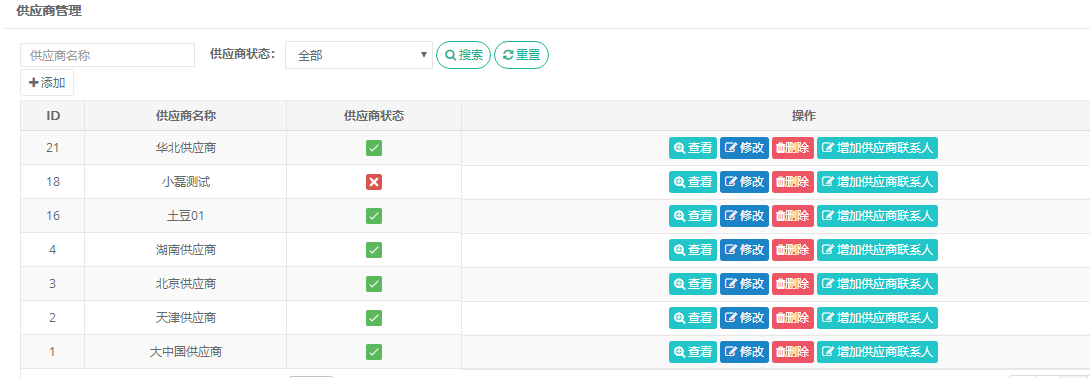 供应商管理
供应商名称 供应商状态: 全部 搜索 重置
添加
ID 供应商名称 供应商状态 操作
21 华北供应商 查看 修改 删除 增加供应商联系人
18 小磊测试 查看 修改 删除 增加供应商联系人
16 土豆01 查看 修改 删除 增加供应商联系人
4 湖南供应商 查看 修改 删除 增加供应商联系人
3 北京供应商 查看 修改 删除 增加供应商联系人
2 天津供应商 查看 修改 删除 增加供应商联系人
1 大中国供应商 查看 修改 删除 增加供应商联系人